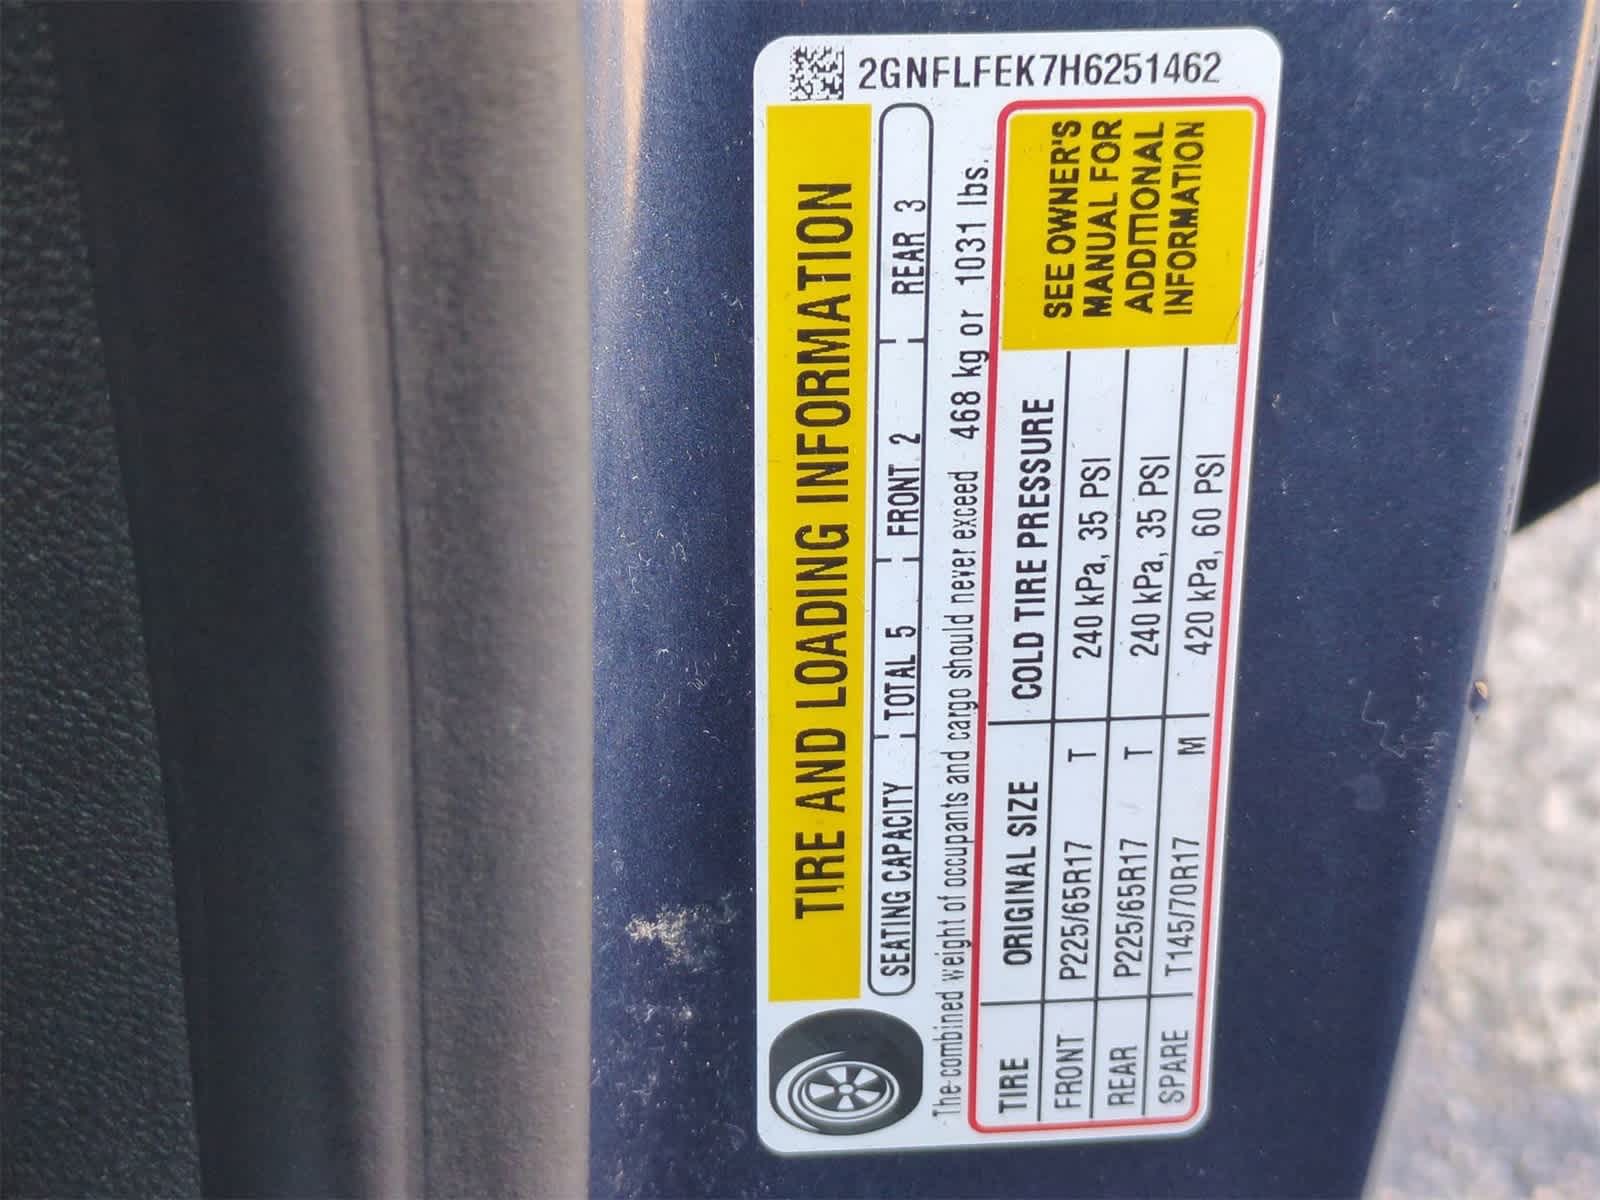 2GNFLFEK7H6251462
TIRE AND LOADING INFORMATION
SEATING CAPACITY TOTAL 5 FRONT 2 REAR 3
The combined weight of occupants and cargo should never exceed 468 kg or 1031 lbs.
TIRE ORIGINAL SIZE COLD TIRE PRESSURE
FRONT P225/65R17 T 240 kPa, 35 PSI
REAR P225/65R17 T 240 kPa, 35 PSI
SPARE T145/70R17 M 420 kPa, 60 PSI
SEE OWNER'S
MANUAL FOR
ADDITIONAL
INFORMATION